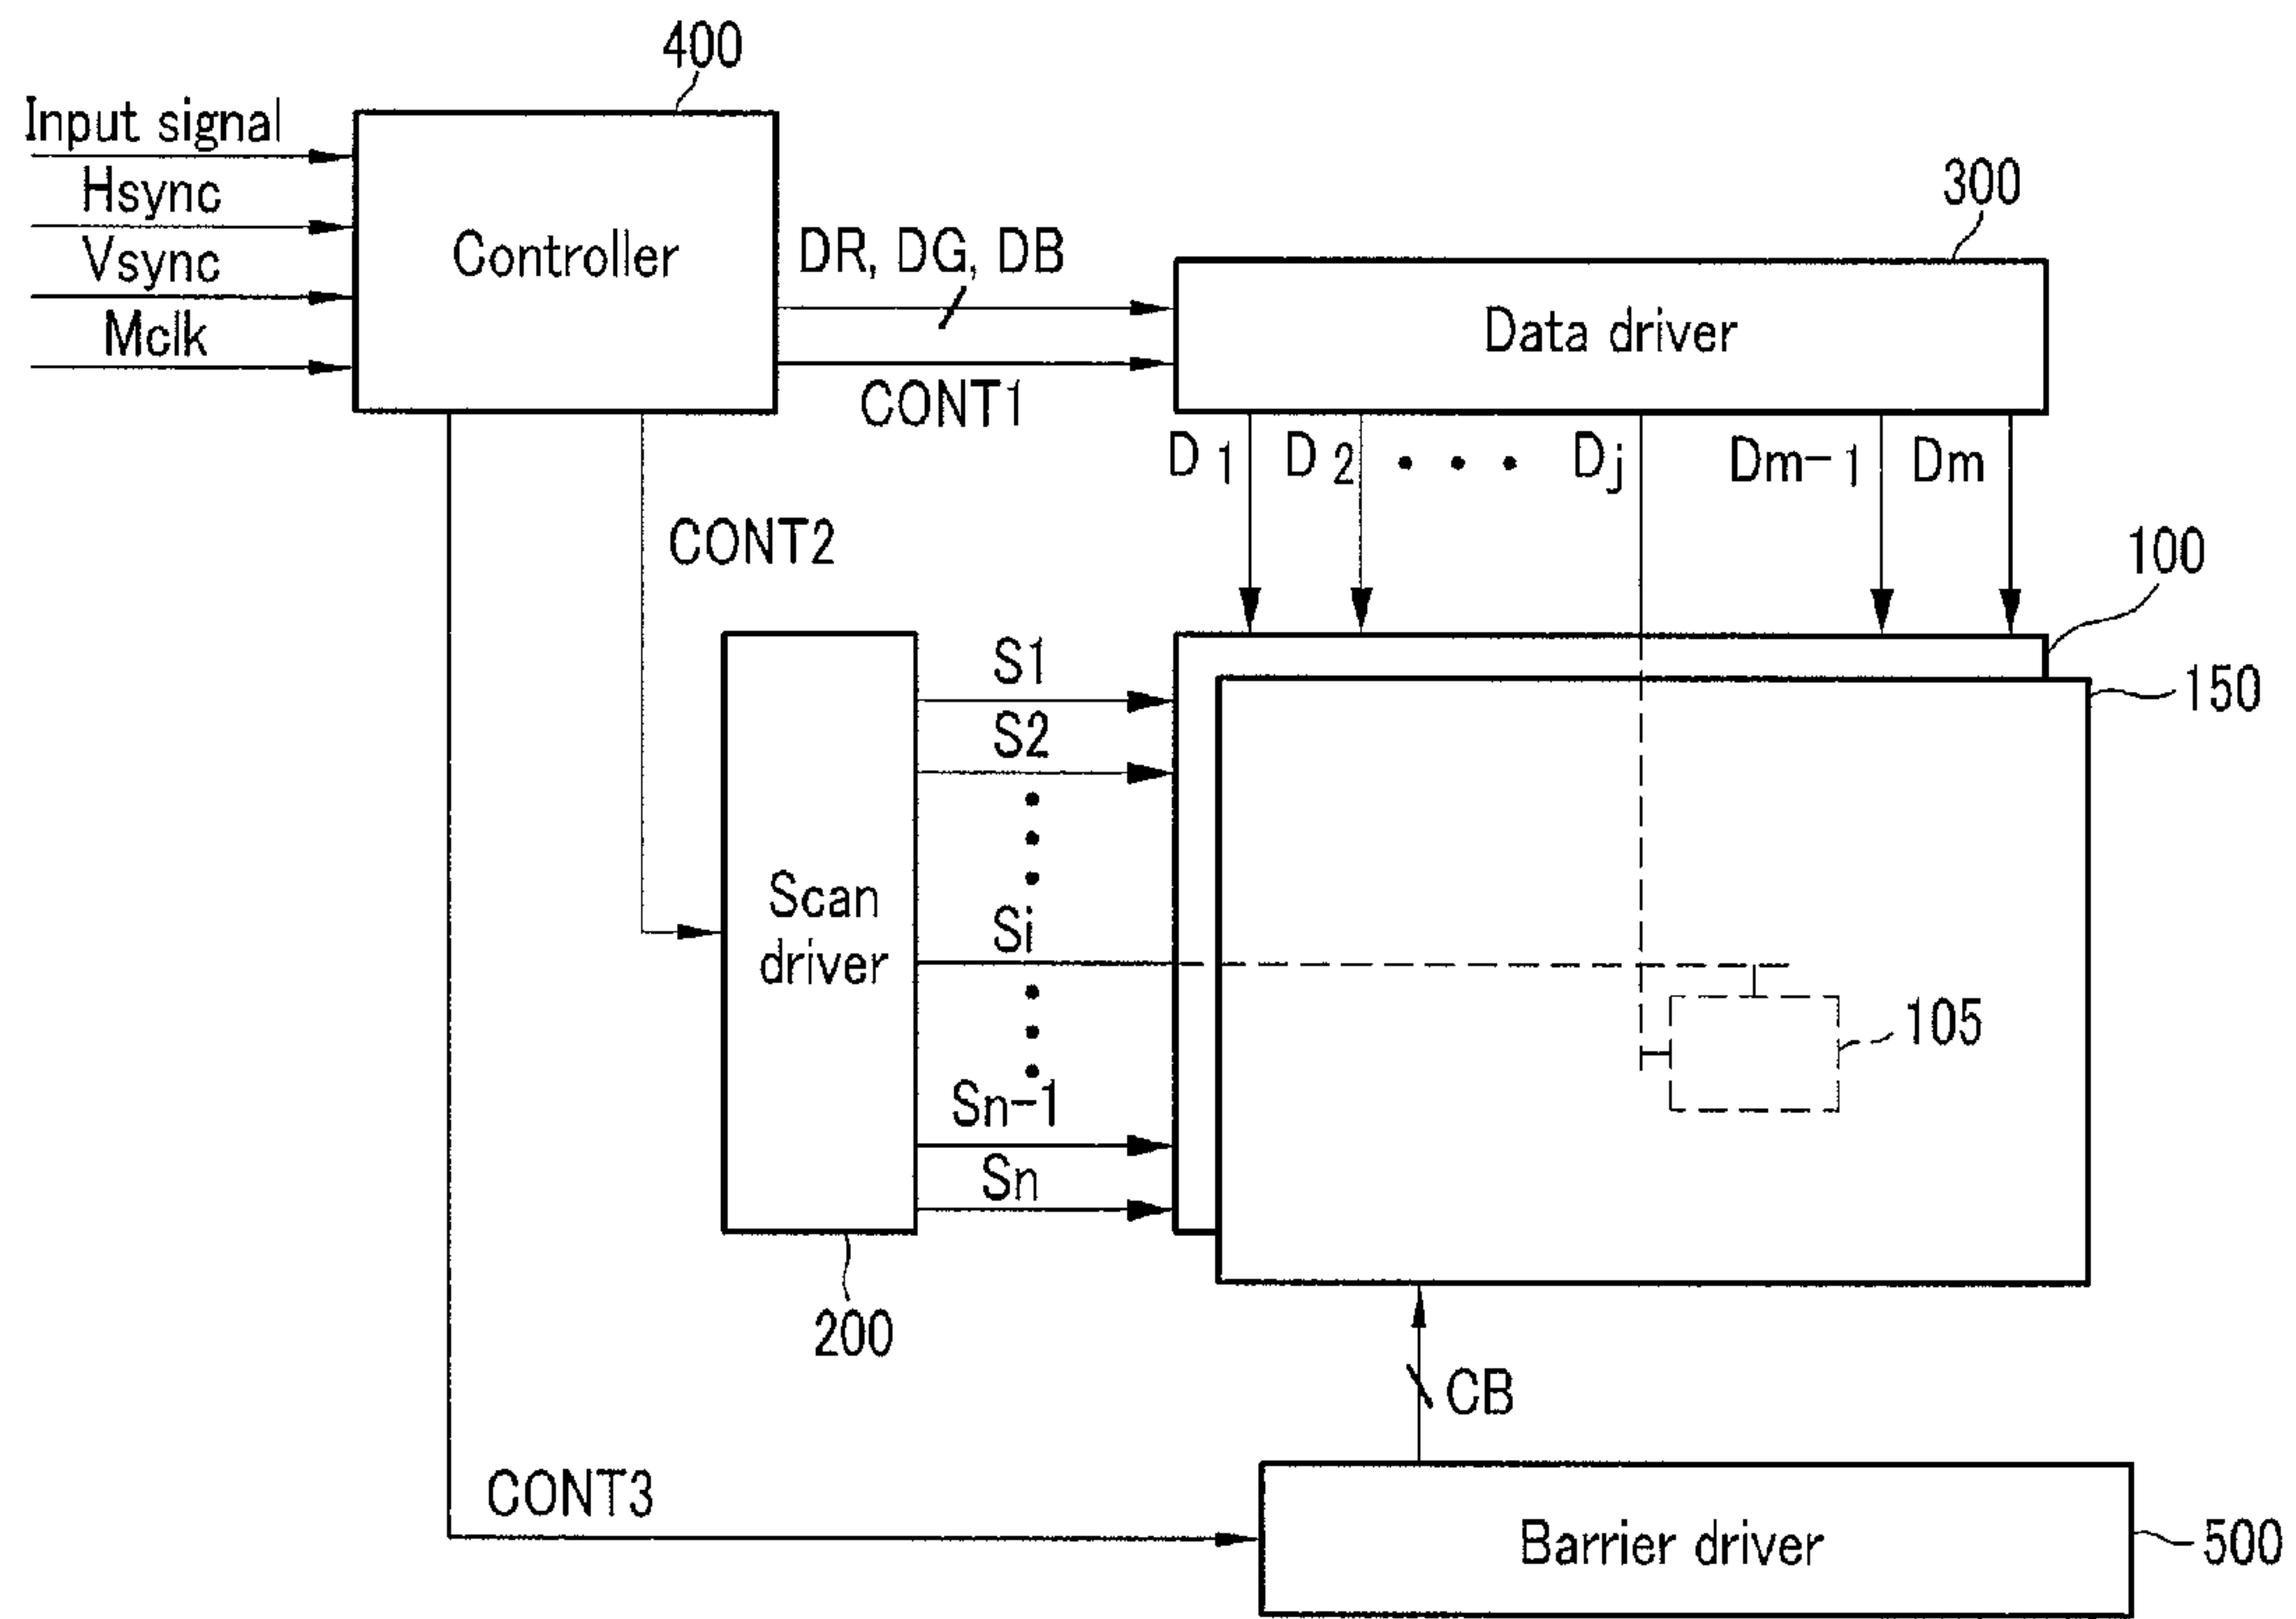 400
Input signal
Hsync
Vsync
Mclk
Controller
DR, DG, DB
CONT1
300
Data driver
D1 D2 • • • Dj Dm-1 Dm
CONT2
100
150
S1
S2
Scan
driver
Si
105
Sn-1
Sn
200
CB
CONT3
Barrier driver
500